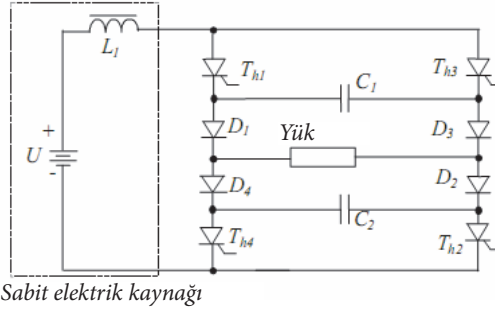 L1
Th1
Th3
C1
D1
Yük
D3
+
U
-
D4
D2
C2
Th4
Th2
Sabit elektrik kaynağı